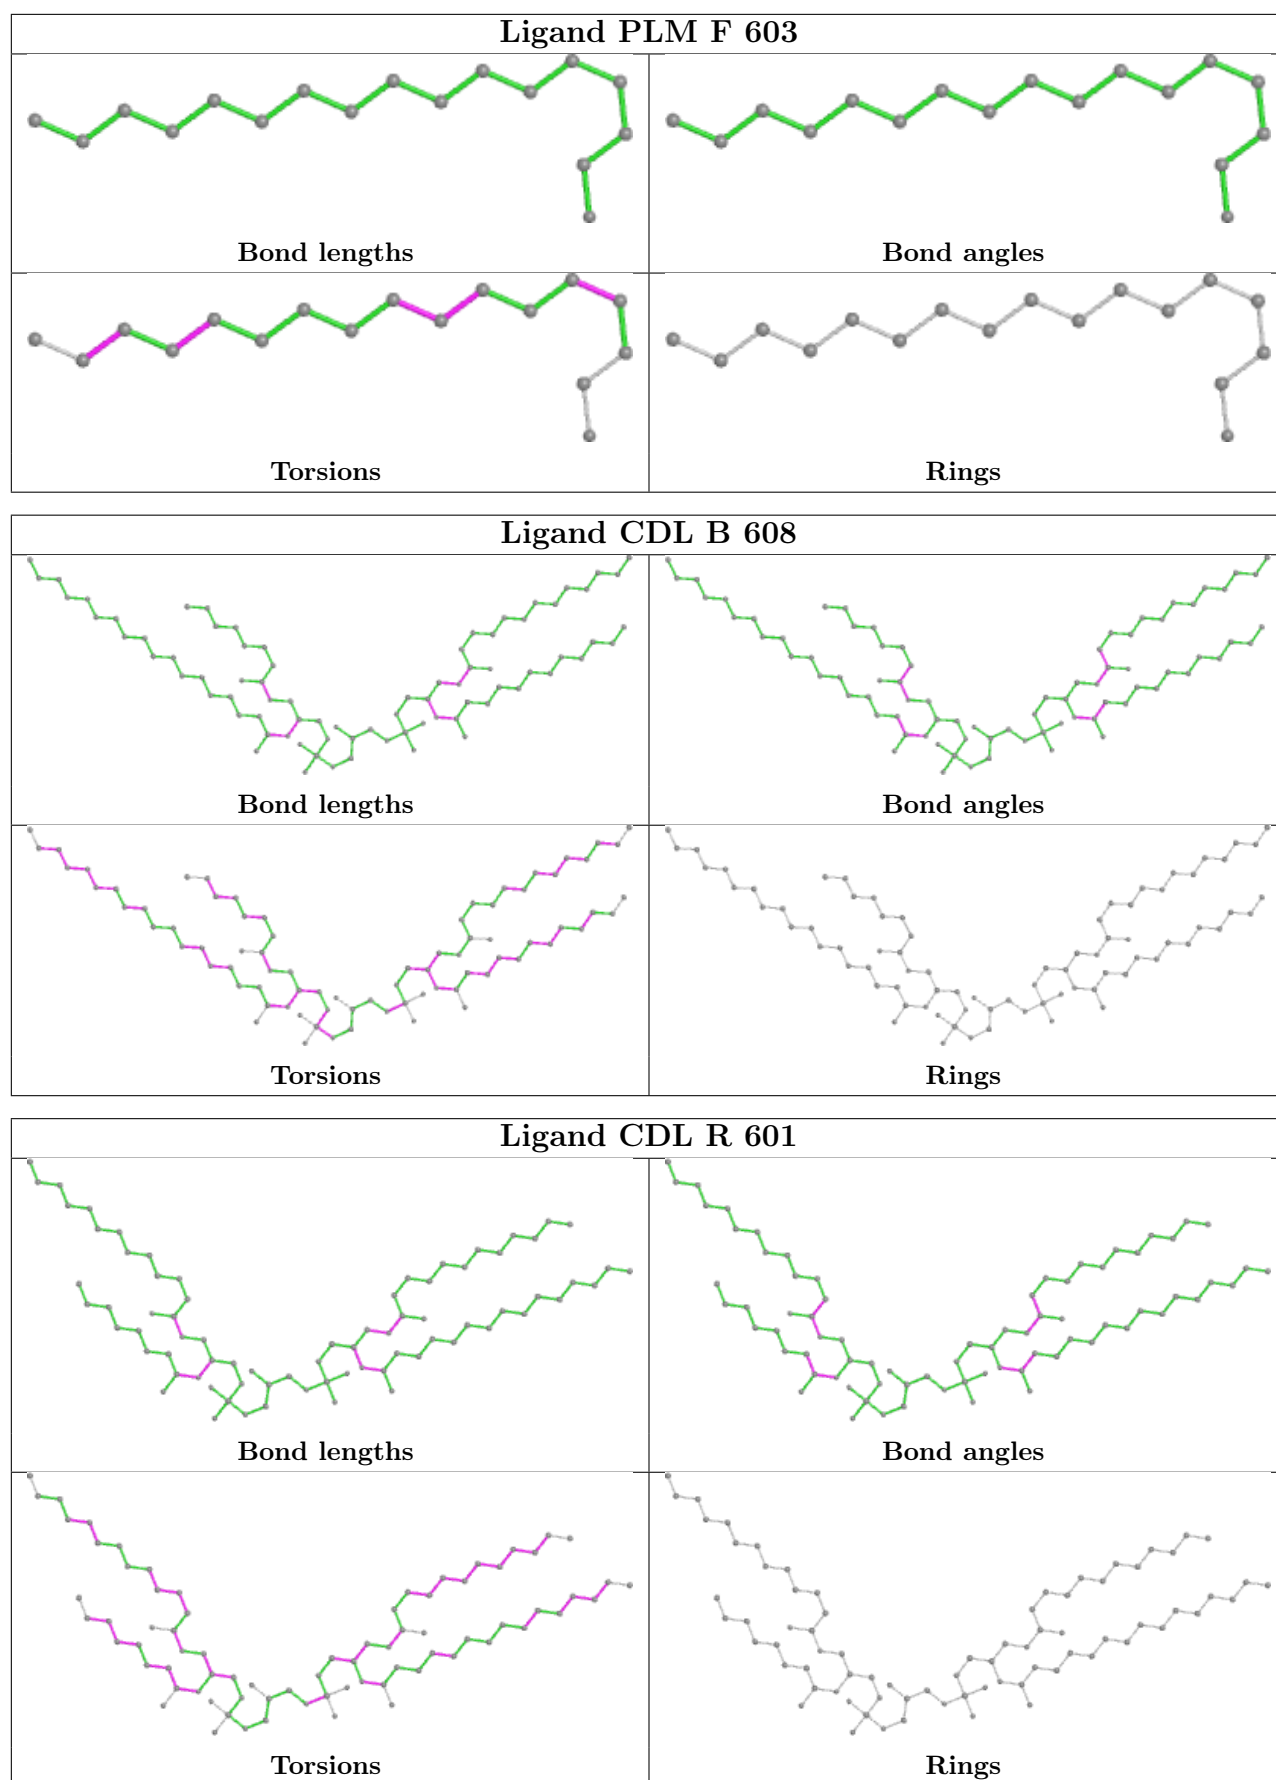 Ligand PLM F 603
Bond lengths
Bond angles
Torsions
Rings
Ligand CDL B 608
Bond lengths
Bond angles
Torsions
Rings
Ligand CDL R 601
Bond lengths
Bond angles
Torsions
Rings